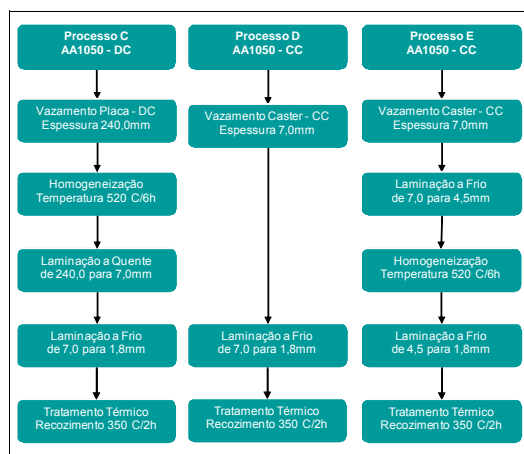 Processo C
AA1050 - DC
Vazamento Placa - DC
Espessura 240,0mm
Homogeneização
Temperatura 520 C/6h
Laminação a Quente
de 240,0 para 7,0mm
Laminação a Frio
de 7,0 para 1,8mm
Tratamento Térmico
Recozimento 350 C/2h
Processo D
AA1050 - CC
Vazamento Caster - CC
Espessura 7,0mm
Laminação a Frio
de 7,0 para 1,8mm
Tratamento Térmico
Recozimento 350 C/2h
Processo E
AA1050 - CC
Vazamento Caster - CC
Espessura 7,0mm
Laminação a Frio
de 7,0 para 4,5mm
Homogeneização
Temperatura 520 C/6h
Laminação a Frio
de 4,5 para 1,8mm
Tratamento Térmico
Recozimento 350 C/2h